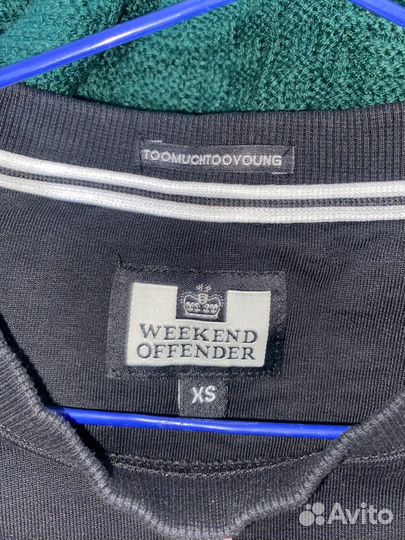 TOOMUCHTOOYOUNG
WEEKEND
OFFENDER
XS
Avito